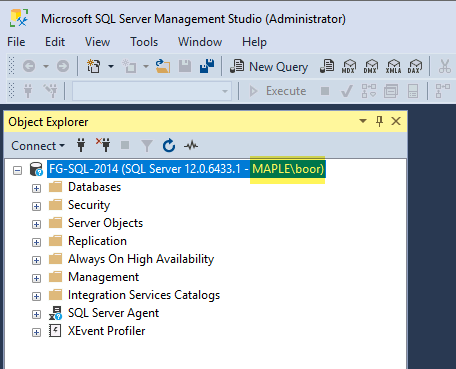 Microsoft SQL Server Management Studio (Administrator)
File Edit View Tools Window Help
New Query MDX DMX XMLA DAX
Execute
Object Explorer
Connect
FG-SQL-2014 (SQL Server 12.0.6433.1 - MAPLE\boor)
Databases
Security
Server Objects
Replication
Always On High Availability
Management
Integration Services Catalogs
SQL Server Agent
XEvent Profiler